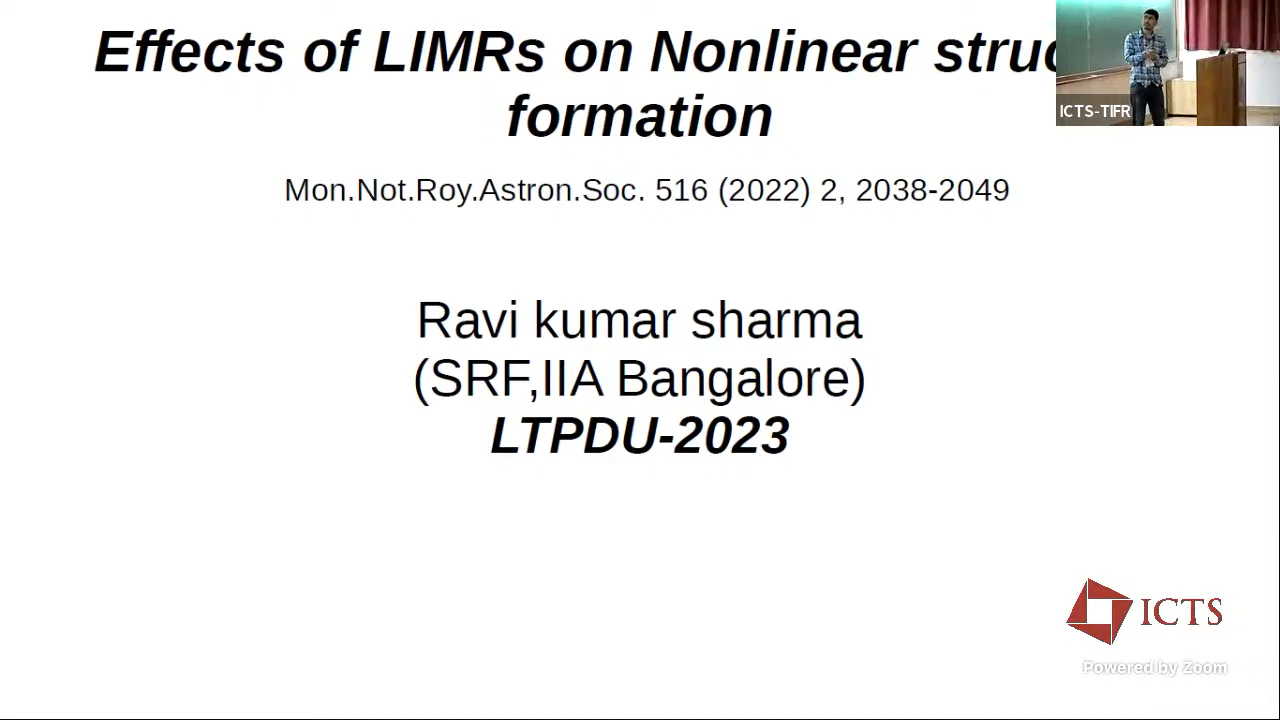 Effects of LIMRs on Nonlinear struc
formation
ICTS-TIFR
Mon.Not.Roy.Astron.Soc. 516 (2022) 2, 2038-2049
Ravi kumar sharma
(SRF,IIA Bangalore)
LTPDU-2023
ICTS
Powered by Zoom